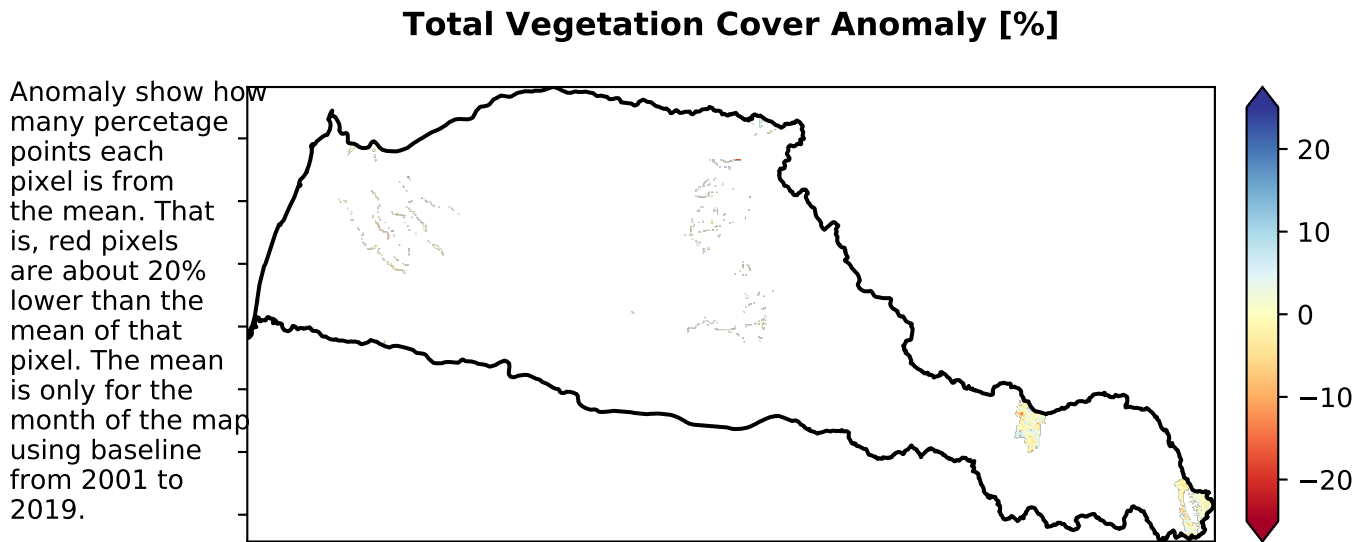 Total Vegetation Cover Anomaly [%]
Anomaly show how
many percetage
points each
pixel is from
the mean. That
is, red pixels
are about 20%
lower than the
mean of that
pixel. The mean
is only for the
month of the map
using baseline
from 2001 to
2019.
20
10
0
−10
−20